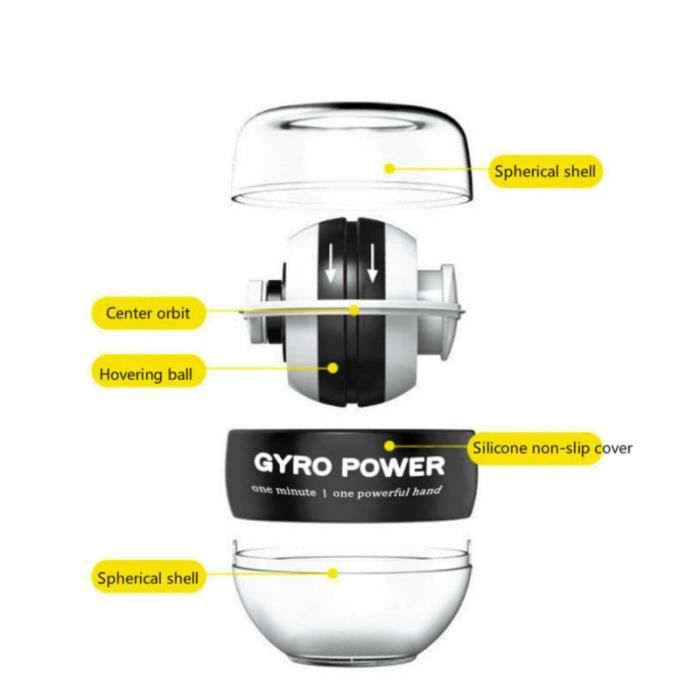 Spherical shell
Center orbit
Hovering ball
Silicone non-slip cover
GYRO POWER
one minute | one powerful hand
Spherical shell